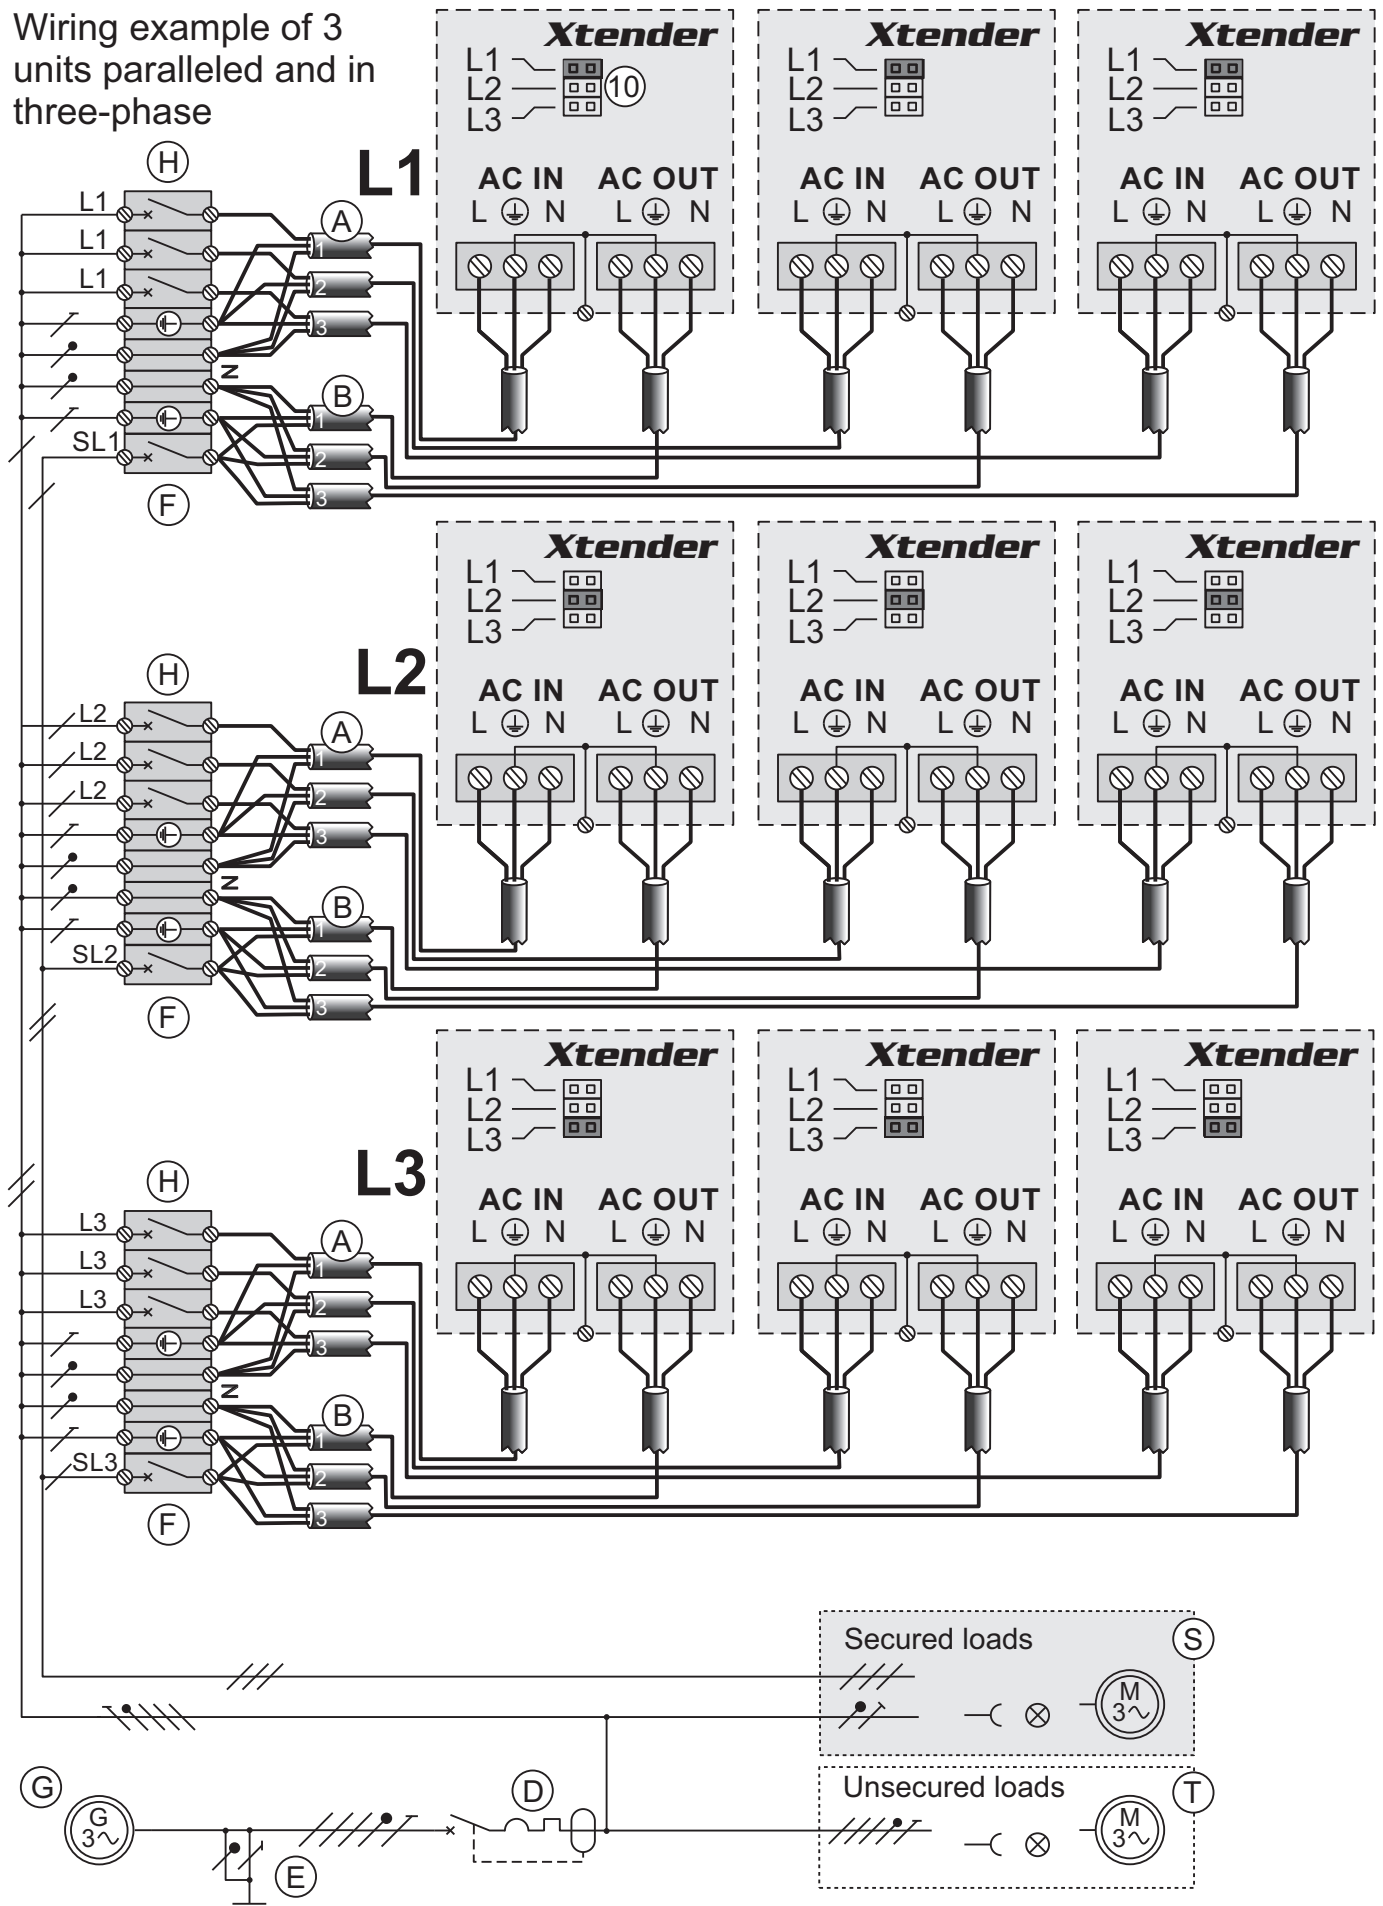 Wiring example of 3
units paralleled and in
three-phase
Xtender Xtender Xtender
L1 L1 L1
L2 10 L2 L2
L3 L3 L3
H
L1
AC IN AC OUT AC IN AC OUT AC IN AC OUT
L N L N L N L N L N L N
L1
A
1
L1
2
L1
3
N
B
1
SL1
2
3
F
Xtender Xtender Xtender
L1 L1 L1
L2 L2 L2
L3 L3 L3
H
L2
AC IN AC OUT AC IN AC OUT AC IN AC OUT
L N L N L N L N L N L N
L2
A
1
L2
2
L2
3
N
B
1
SL2
2
3
F
Xtender Xtender Xtender
L1 L1 L1
L2 L2 L2
L3 L3 L3
H
L3
AC IN AC OUT AC IN AC OUT AC IN AC OUT
L N L N L N L N L N L N
L3
A
1
L3
2
L3
3
N
B
1
SL3
2
3
F
Secured loads S
M
3
G
D
Unsecured loads T
G
3
M
3
E